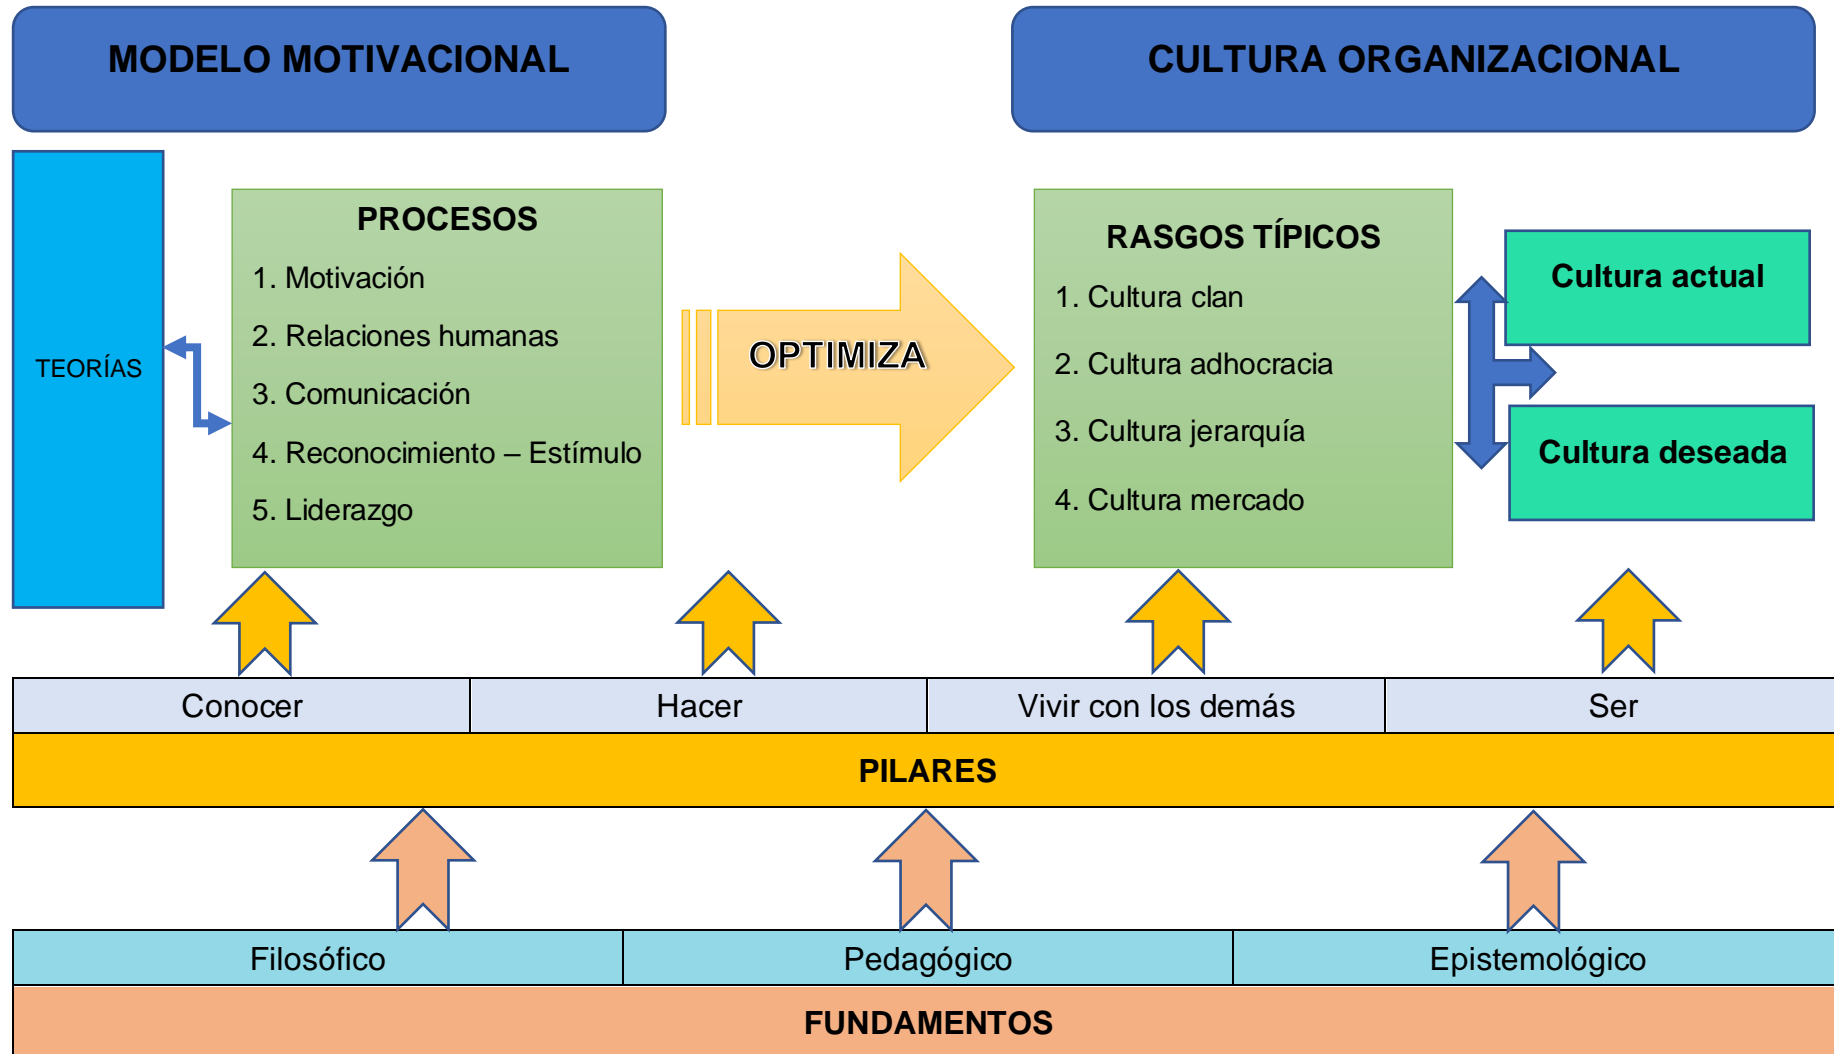 MODELO MOTIVACIONAL
CULTURA ORGANIZACIONAL
TEORÍAS
PROCESOS
1. Motivación
2. Relaciones humanas
3. Comunicación
4. Reconocimiento – Estímulo
5. Liderazgo
OPTIMIZA
RASGOS TÍPICOS
1. Cultura clan
2. Cultura adhocracia
3. Cultura jerarquía
4. Cultura mercado
Cultura actual
Cultura deseada
Conocer
Hacer
Vivir con los demás
Ser
PILARES
Filosófico
Pedagógico
Epistemológico
FUNDAMENTOS